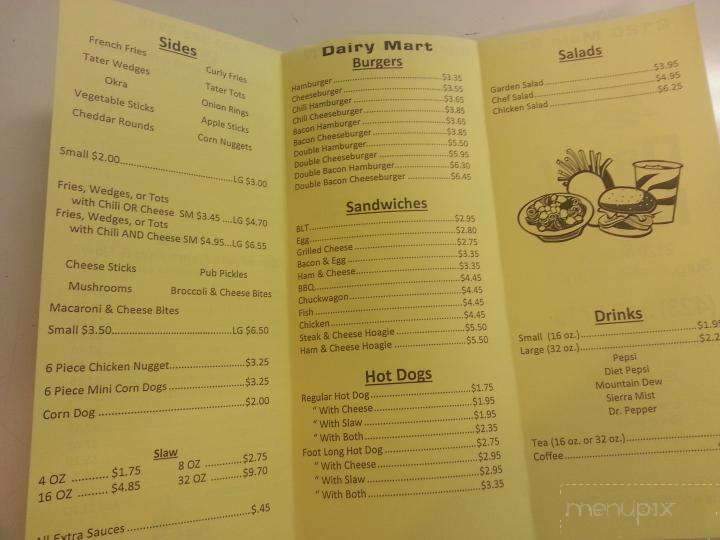 Sides
French Fries Curly Fries
Tater Wedges Tater Tots
Okra Onion Rings
Vegetable Sticks Apple Sticks
Cheddar Rounds Corn Nuggets
Small $2.00 LG $3.00
Fries, Wedges, or Tots
with Chili OR Cheese SM $3.45 ....LG $4.70
Fries, Wedges, or Tots
with Chili AND Cheese SM $4.95...LG $6.55
Cheese Sticks Pub Pickles
Mushrooms Broccoli & Cheese Bites
Macaroni & Cheese Bites
Small $3.50 LG $6.50
6 Piece Chicken Nugget $3.25
6 Piece Mini Corn Dogs $3.25
Corn Dog $2.00
Slaw
4 OZ $1.75 8 OZ $2.75
16 OZ $4.85 32 OZ $9.70
Extra Sauces $.45
Dairy Mart
Burgers
Hamburger $3.35
Cheeseburger $3.55
Chili Hamburger $3.65
Chili Cheeseburger $3.85
Bacon Hamburger $3.65
Bacon Cheeseburger $3.85
Double Hamburger $5.50
Double Cheeseburger $5.95
Double Bacon Hamburger $6.30
Double Bacon Cheeseburger $6.45
Sandwiches
BLT $2.95
Egg $2.80
Grilled Cheese $2.75
Bacon & Egg $3.35
Ham & Cheese $3.35
BBQ $4.45
Chuckwagon $4.45
Fish $4.45
Chicken $4.45
Steak & Cheese Hoagie $5.50
Ham & Cheese Hoagie $5.50
Hot Dogs
Regular Hot Dog $1.75
" With Cheese $1.95
" With Slaw $1.95
" With Both $2.35
Foot Long Hot Dog $2.75
" With Cheese $2.95
" With Slaw $2.95
" With Both $3.35
Salads
Garden Salad $3.95
Chef Salad $4.95
Chicken Salad $6.25
Drinks
Small (16 oz.) $1.95
Large (32 oz.)
Pepsi
Diet Pepsi
Mountain Dew
Sierra Mist
Dr. Pepper
Tea (16 oz. or 32 oz.)
Coffee
menupix